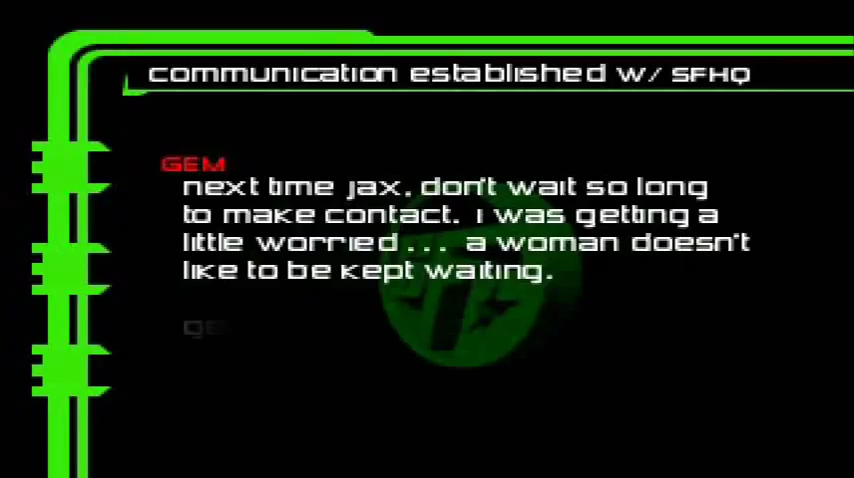 communication established w/ SFHQ
GEM
next time jax, don't wait so long
to make contact. i was getting a
little worried... a woman doesn't
like to be kept waiting.